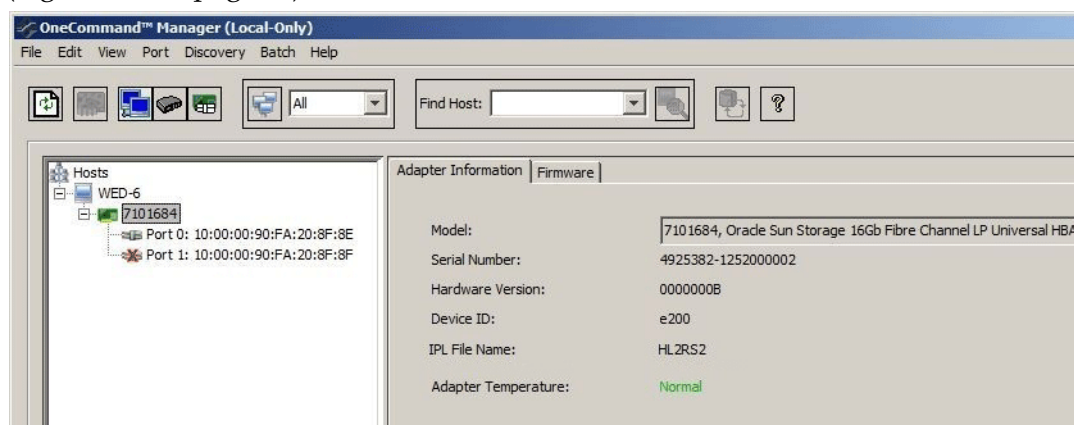 OneCommand™ Manager (Local-Only)
File Edit View Port Discovery Batch Help
All
Find Host:
?
Hosts
WED-6
7101684
Port 0: 10:00:00:90:FA:20:8F:8E
Port 1: 10:00:00:90:FA:20:8F:8F
Adapter Information Firmware
Model: 7101684, Oracle Sun Storage 16Gb Fibre Channel LP Universal HBA
Serial Number: 4925382-1252000002
Hardware Version: 0000000B
Device ID: e200
IPL File Name: HL2RS2
Adapter Temperature: Normal